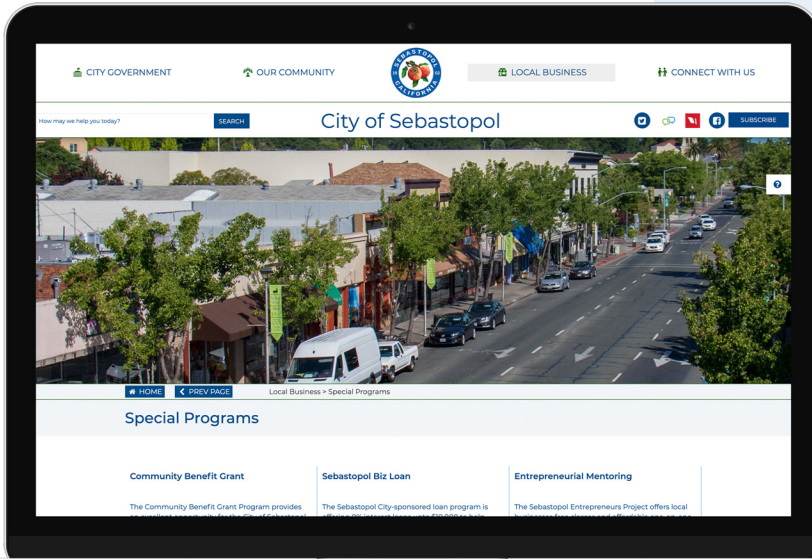 CITY GOVERNMENT
OUR COMMUNITY
SEBASTOPOL
CALIFORNIA
LOCAL BUSINESS
CONNECT WITH US
How may we help you today?
SEARCH
City of Sebastopol
SUBSCRIBE
HOME
PREV PAGE
Local Business > Special Programs
Special Programs
Community Benefit Grant
Sebastopol Biz Loan
Entrepreneurial Mentoring
The Community Benefit Grant Program provides
The Sebastopol City-sponsored loan program is
The Sebastopol Entrepreneurs Project offers local